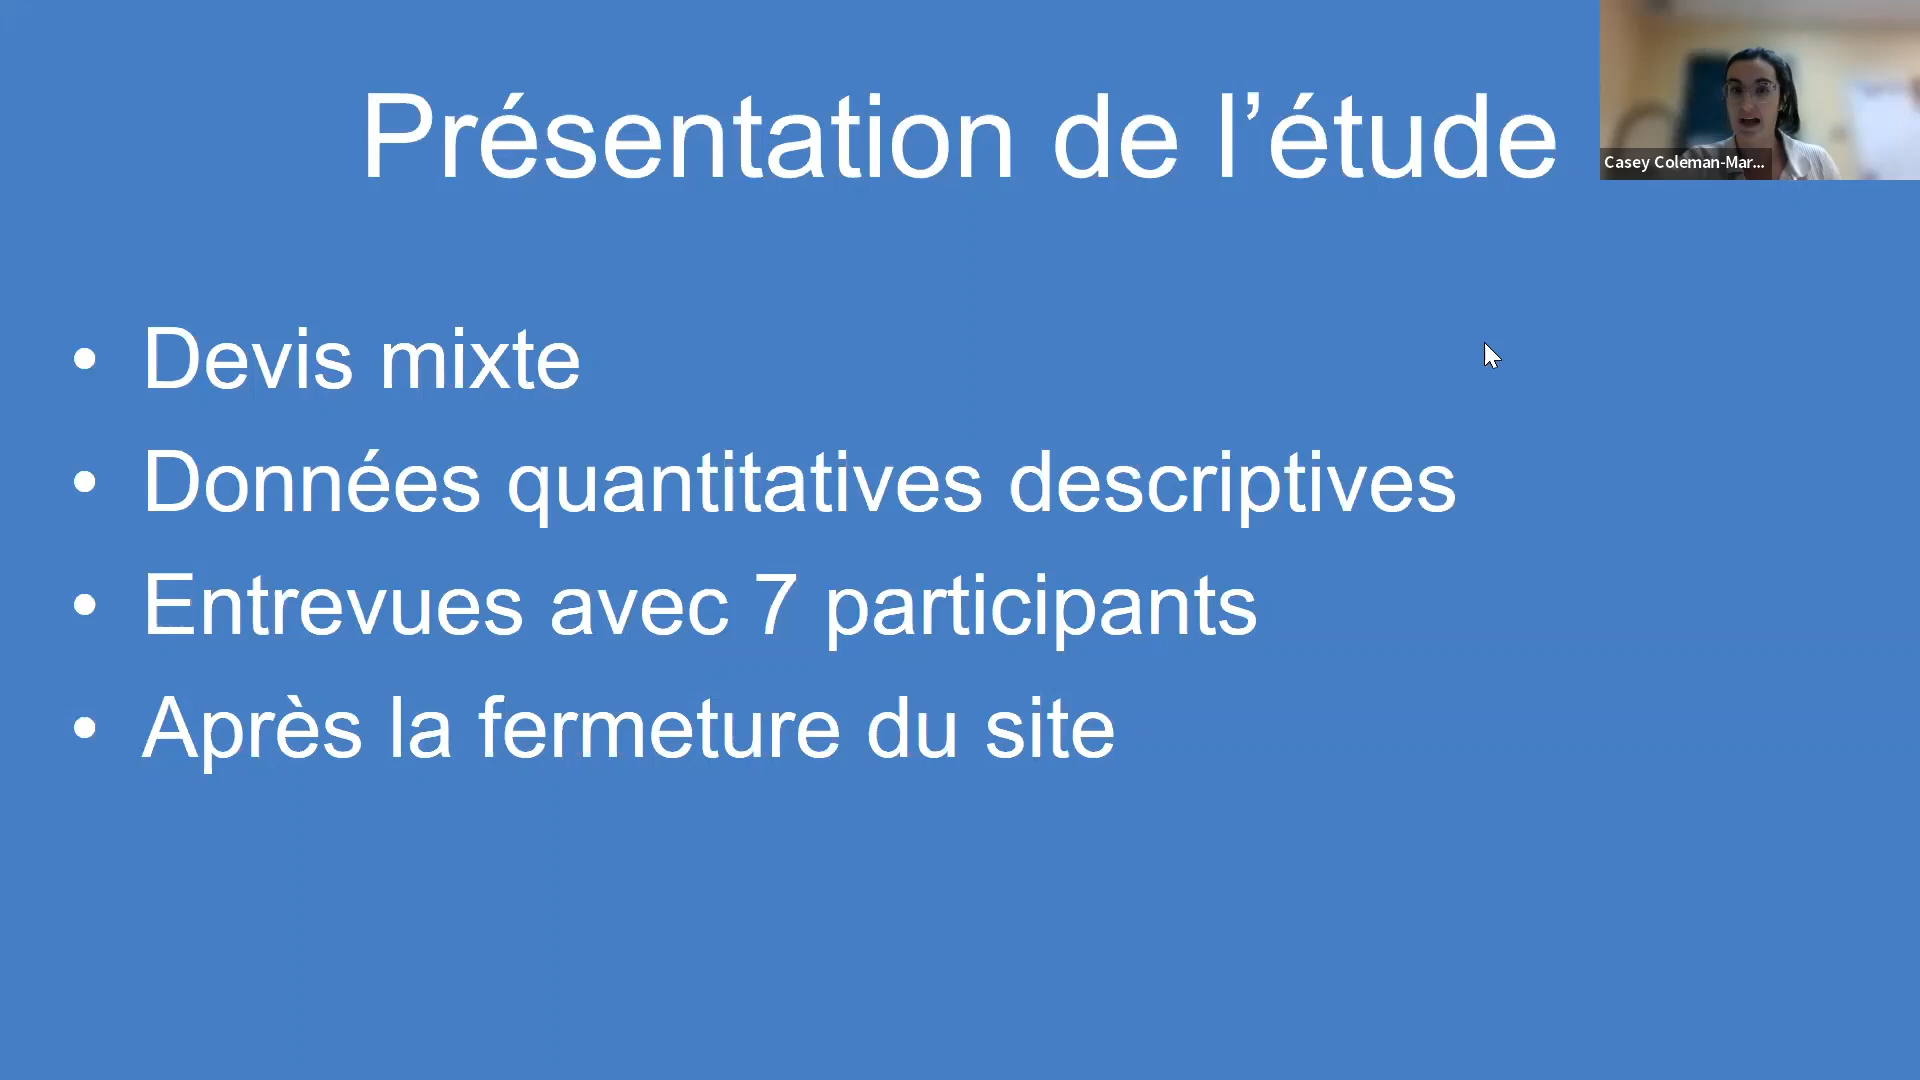 Présentation de l’étude
Casey Coleman-Mar...
• Devis mixte
• Données quantitatives descriptives
• Entrevues avec 7 participants
• Après la fermeture du site